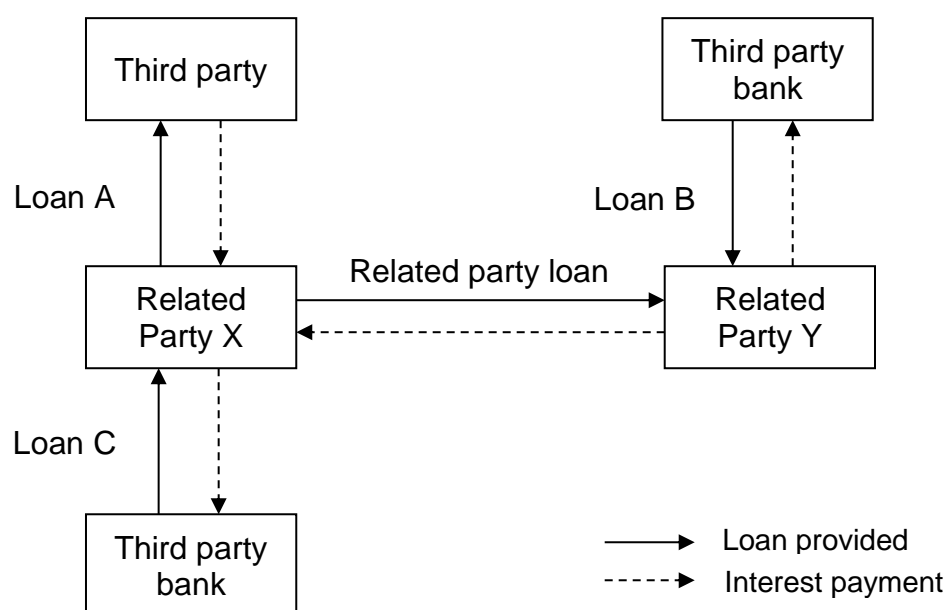 Third party
Third party
bank
Loan A
Loan B
Related party loan
Related
Party X
Related
Party Y
Loan C
Third party
bank
Loan provided
Interest payment